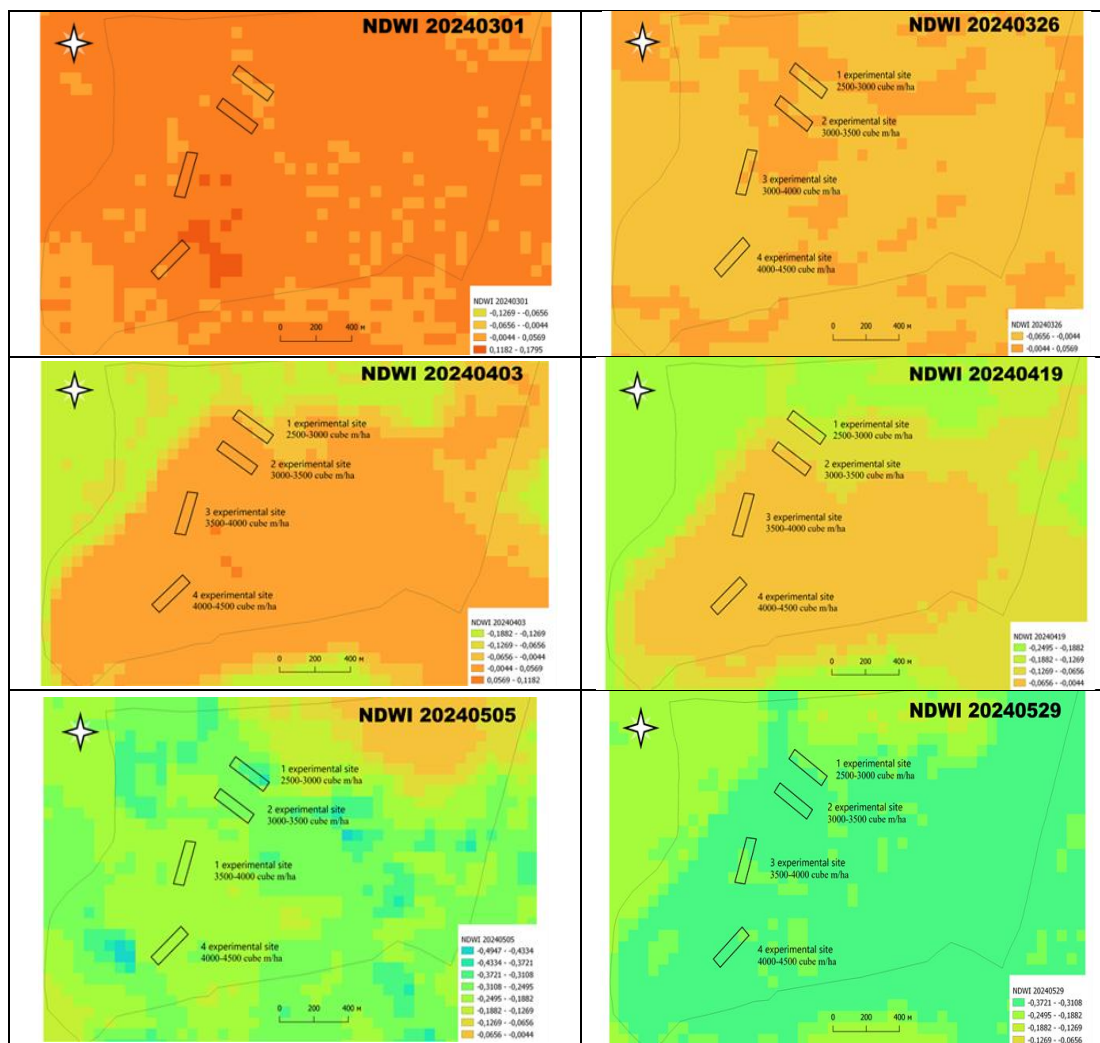 NDWI 20240301
0 200 400 м
NDWI 20240301
-0,1269 - -0,0656
-0,0656 - -0,0044
-0,0044 - 0,0569
0,1182 - 0,1795
NDWI 20240326
1 experimental site
2500-3000 cube m/ha
2 experimental site
3000-3500 cube m/ha
3 experimental site
3000-4000 cube m/ha
4 experimental site
4000-4500 cube m/ha
0 200 400 м
NDWI 20240326
-0,0656 - -0,0044
-0,0044 - 0,0569
NDWI 20240403
1 experimental site
2500-3000 cube m/ha
2 experimental site
3000-3500 cube m/ha
3 experimental site
3500-4000 cube m/ha
4 experimental site
4000-4500 cube m/ha
0 200 400 м
NDWI 20240403
-0,1882 - -0,1269
-0,1269 - -0,0656
-0,0656 - -0,0044
-0,0044 - 0,0569
0,0569 - 0,1182
NDWI 20240419
1 experimental site
2500-3000 cube m/ha
2 experimental site
3000-3500 cube m/ha
3 experimental site
3500-4000 cube m/ha
4 experimental site
4000-4500 cube m/ha
0 200 400 м
NDWI 20240419
-0,2495 - -0,1882
-0,1882 - -0,1269
-0,1269 - -0,0656
-0,0656 - -0,0044
NDWI 20240505
1 experimental site
2500-3000 cube m/ha
2 experimental site
3000-3500 cube m/ha
1 experimental site
3500-4000 cube m/ha
4 experimental site
4000-4500 cube m/ha
0 200 400 м
NDWI 20240505
-0,4947 - -0,4334
-0,4334 - -0,3721
-0,3721 - -0,3108
-0,3108 - -0,2495
-0,2495 - -0,1882
-0,1882 - -0,1269
-0,1269 - -0,0656
-0,0656 - -0,0044
NDWI 20240529
1 experimental site
2500-3000 cube m/ha
2 experimental site
3000-3500 cube m/ha
3 experimental site
3500-4000 cube m/ha
4 experimental site
4000-4500 cube m/ha
0 200 400 м
NDWI 20240529
-0,3721 - -0,3108
-0,2495 - -0,1882
-0,1882 - -0,1269
-0,1269 - -0,0656